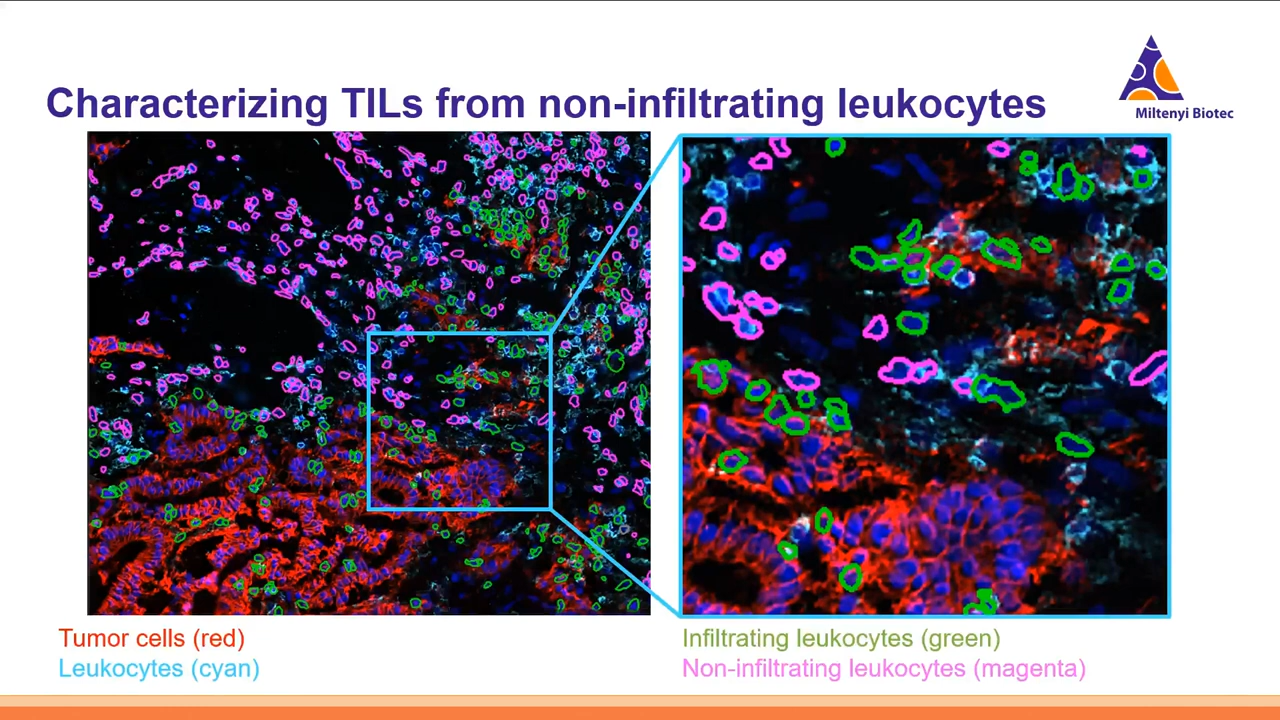 Characterizing TILs from non-infiltrating leukocytes
Miltenyi Biotec
Tumor cells (red)
Leukocytes (cyan)
Infiltrating leukocytes (green)
Non-infiltrating leukocytes (magenta)